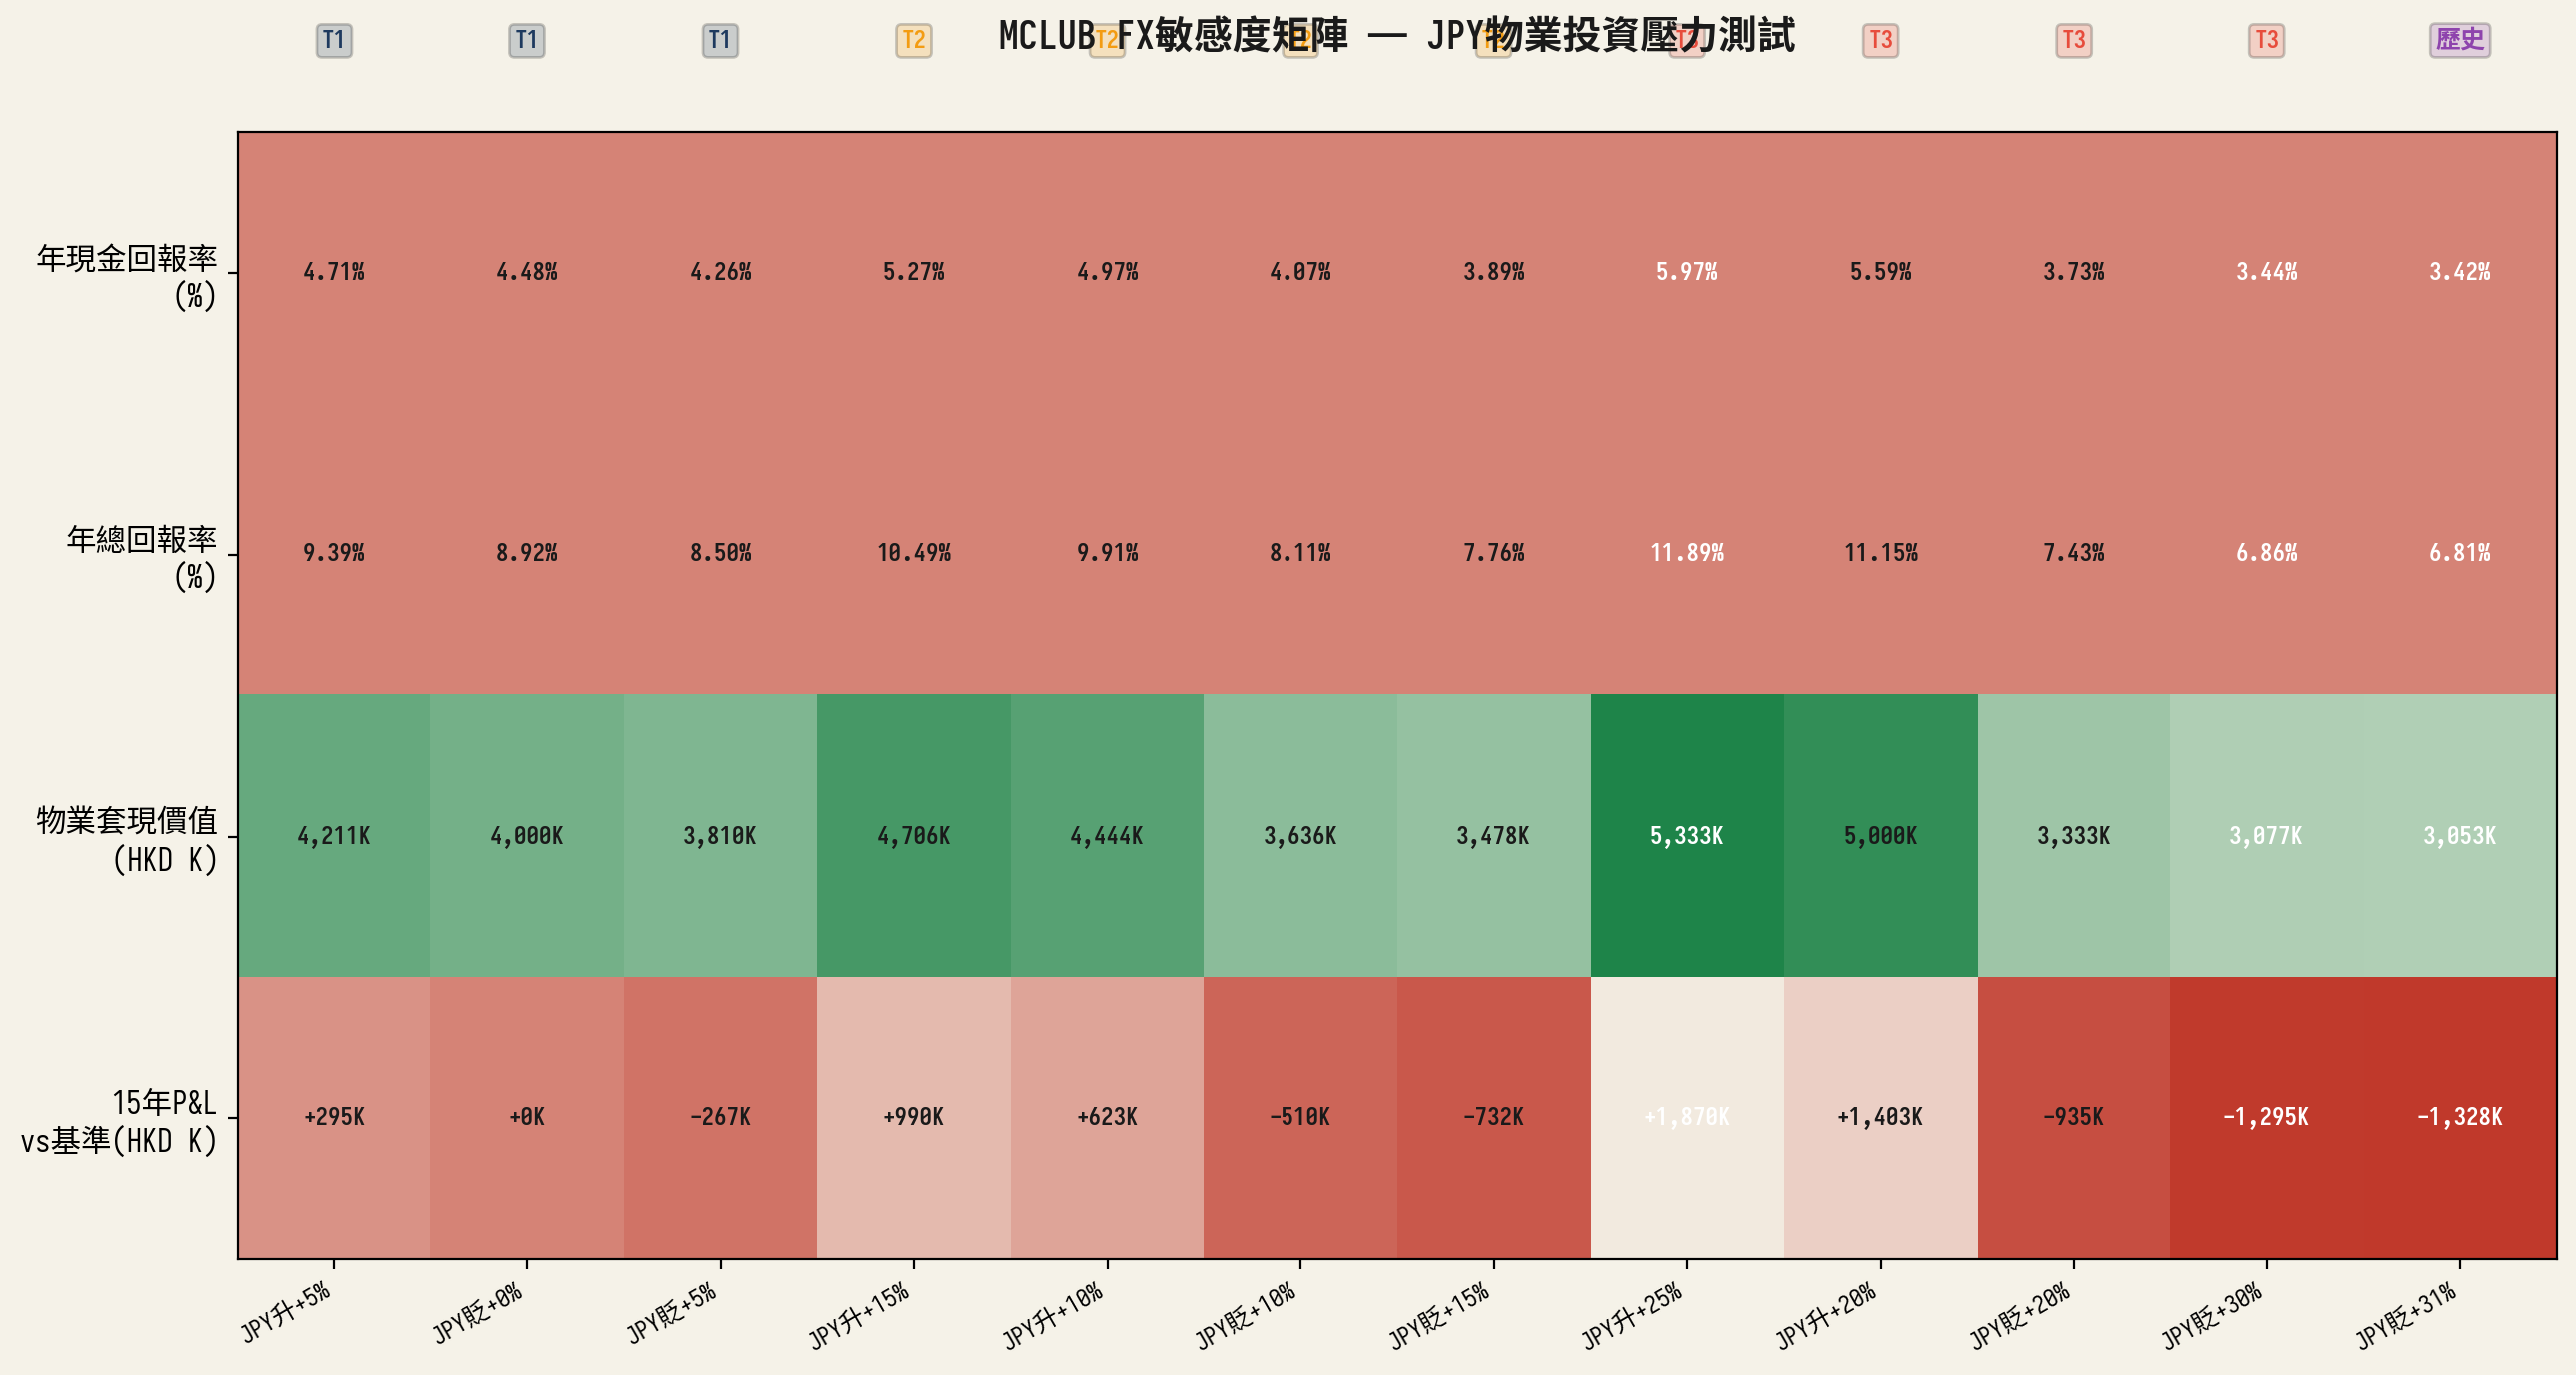 MCLUB FX敏感度矩陣 — JPY物業投資壓力測試
T1 T1 T1 T2 T2 T2 T2 T3 T3 T3 T3 歷史
年現金回報率
(%)
4.71% 4.48% 4.26% 5.27% 4.97% 4.07% 3.89% 5.97% 5.59% 3.73% 3.44% 3.42%
年總回報率
(%)
9.39% 8.92% 8.50% 10.49% 9.91% 8.11% 7.76% 11.89% 11.15% 7.43% 6.86% 6.81%
物業套現價值
(HKD K)
4,211K 4,000K 3,810K 4,706K 4,444K 3,636K 3,478K 5,333K 5,000K 3,333K 3,077K 3,053K
15年P&L
vs基準(HKD K)
+295K +0K -267K +990K +623K -510K -732K +1,870K +1,403K -935K -1,295K -1,328K
JPY升+5% JPY貶+0% JPY貶+5% JPY升+15% JPY升+10% JPY貶+10% JPY貶+15% JPY升+25% JPY升+20% JPY貶+20% JPY貶+30% JPY貶+31%